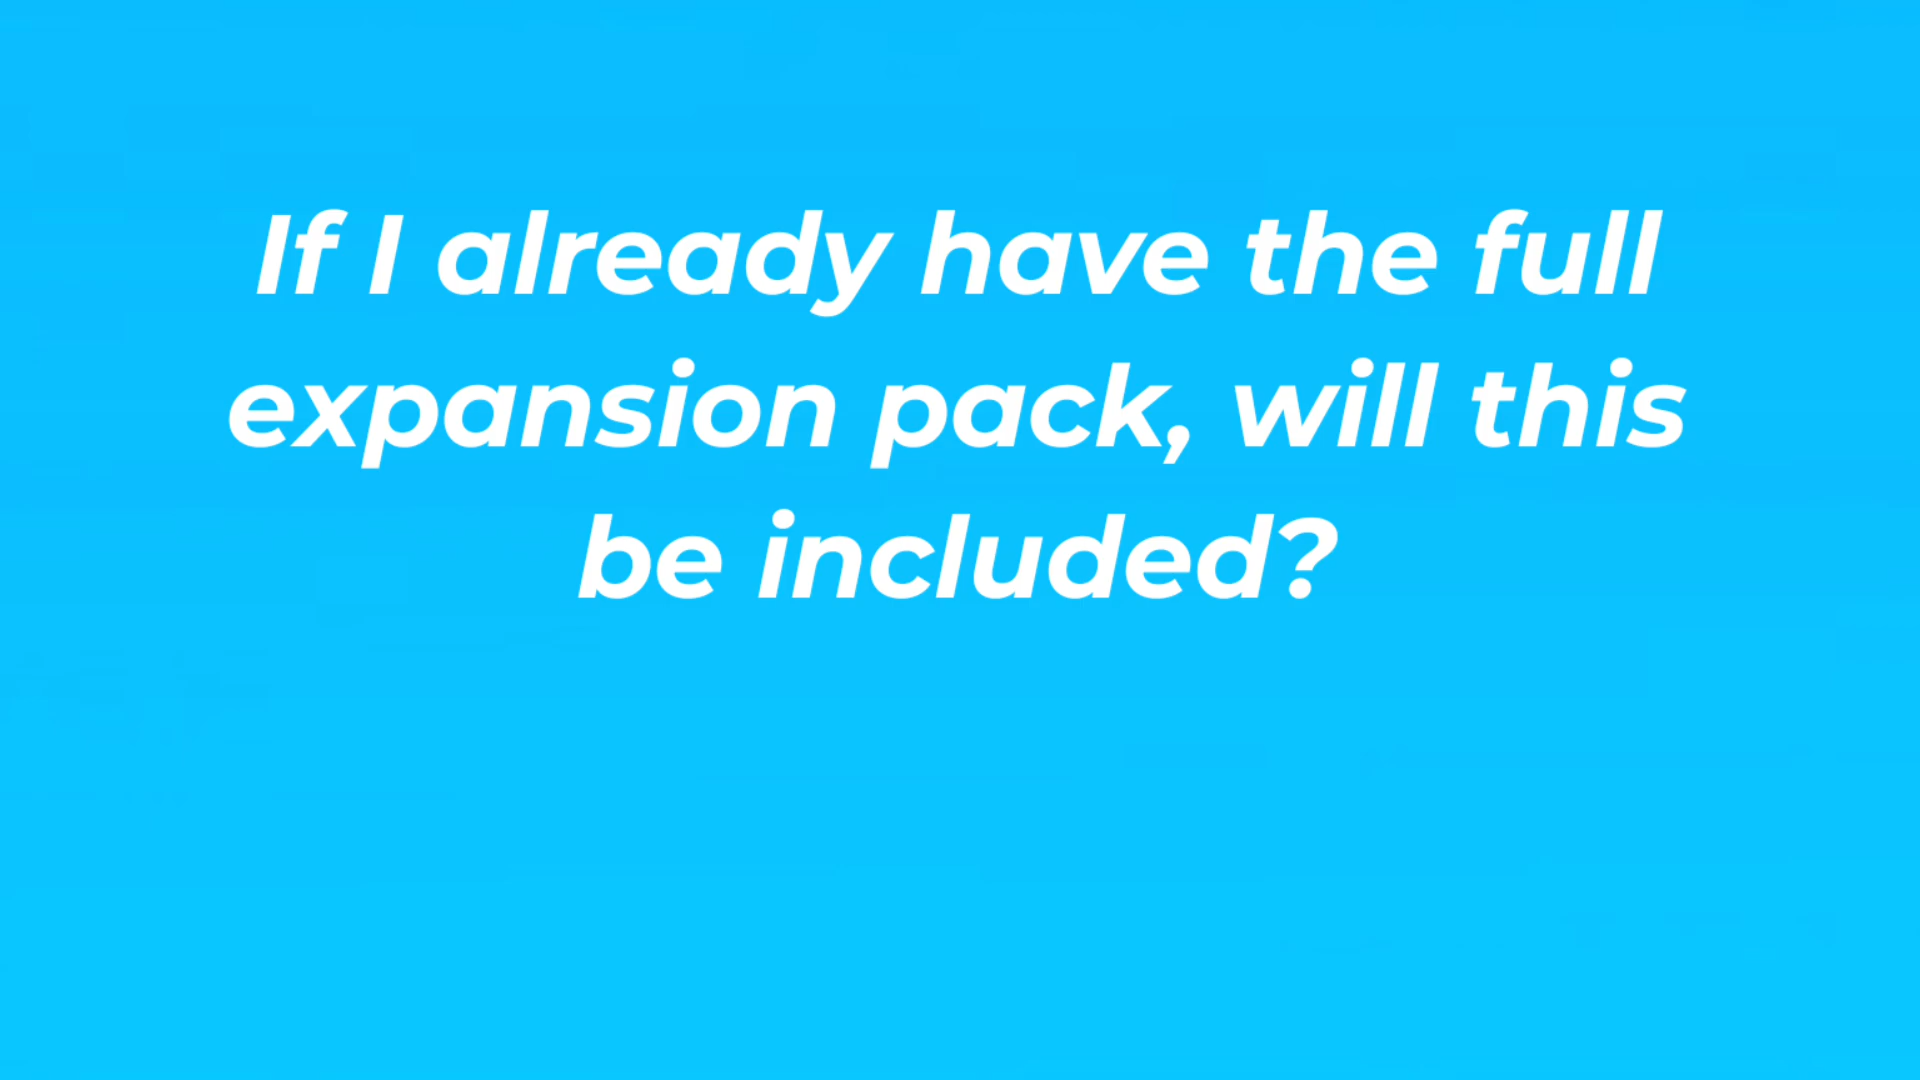 If I already have the full
expansion pack, will this
be included?